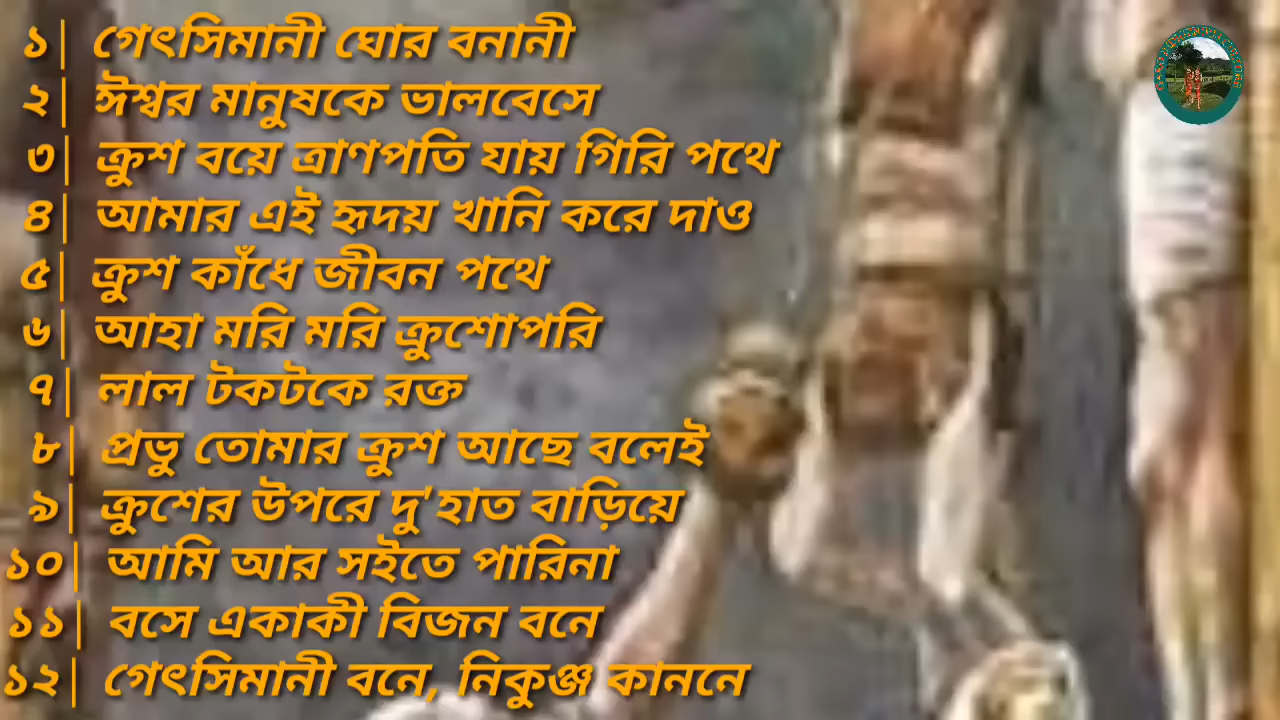 ১| গেৎসিমানী ঘোর বনানী
২| ঈশ্বর মানুষকে ভালবেসে
৩| ক্রুশ বয়ে ত্রাণপতি যায় গিরি পথে
৪| আমার এই হৃদয় খানি করে দাও
৫| ক্রুশ কাঁধে জীবন পথে
৬| আহা মরি মরি ক্রুশোপরি
৭| লাল টকটকে রক্ত
৮| প্রভু তোমার ক্রুশ আছে বলেই
৯| ক্রুশের উপরে দু'হাত বাড়িয়ে
১০| আমি আর সইতে পারিনা
১১| বসে একাকী বিজন বনে
১২| গেৎসিমানী বনে, নিকুঞ্জ কাননে